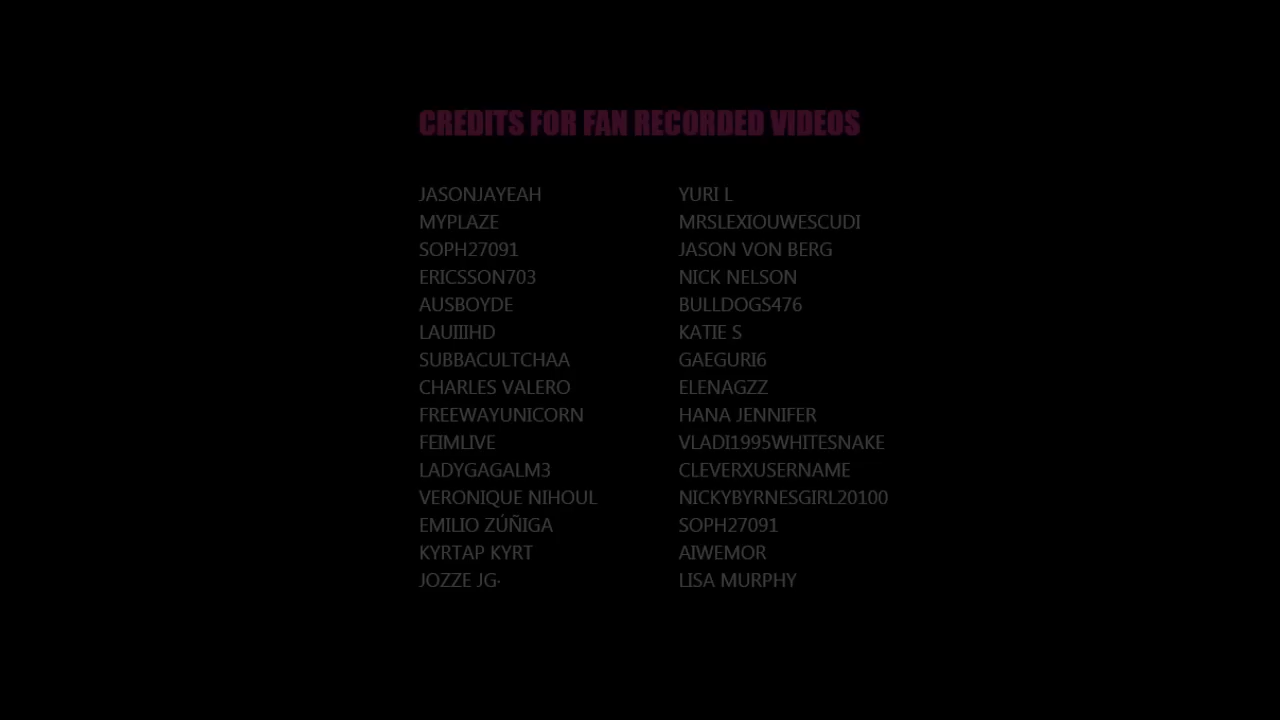 CREDITS FOR FAN RECORDED VIDEOS
JASONJAYEAH
MYPLAZE
SOPH27091
ERICSSON703
AUSBOYDE
LAUIIIHD
SUBBACULTCHAA
CHARLES VALERO
FREEWAYUNICORN
FEIMLIVE
LADYGAGALM3
VERONIQUE NIHOUL
EMILIO ZÚÑIGA
KYRTAP KYRT
JOZZE JG·
YURI L
MRSLEXIOUWESCUDI
JASON VON BERG
NICK NELSON
BULLDOGS476
KATIE S
GAEGURI6
ELENAGZZ
HANA JENNIFER
VLADI1995WHITESNAKE
CLEVERXUSERNAME
NICKYBYRNESGIRL20100
SOPH27091
AIWEMOR
LISA MURPHY